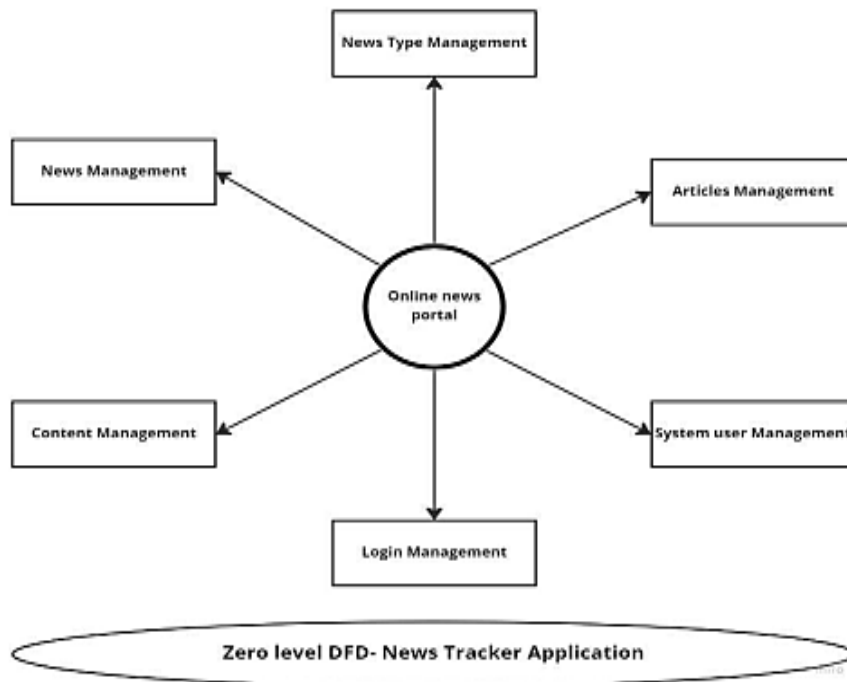 News Type Management
News Management
Articles Management
Online news
portal
Content Management
System user Management
Login Management
Zero level DFD- News Tracker Application
miro